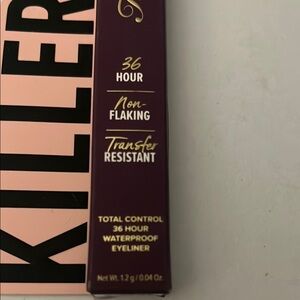 KILLER
36
HOUR
Non-
FLAKING
Transfer
RESISTANT
TOTAL CONTROL
36 HOUR
WATERPROOF
EYELINER
Net Wt. 1.2 g / 0.04 Oz.